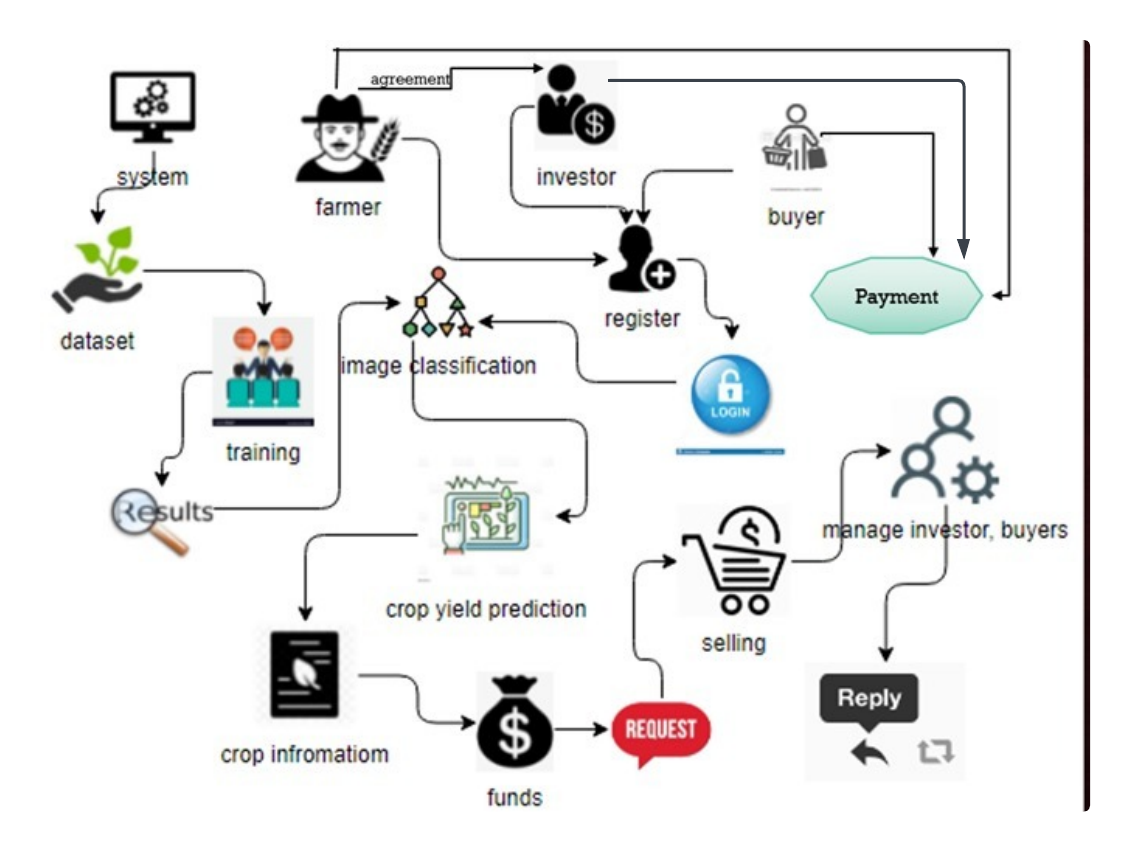 agreement
system
farmer
investor
buyer
dataset
register
Payment
image classification
LOGIN
training
Results
manage investor, buyers
crop yield prediction
selling
crop infromatiom
funds
REQUEST
Reply